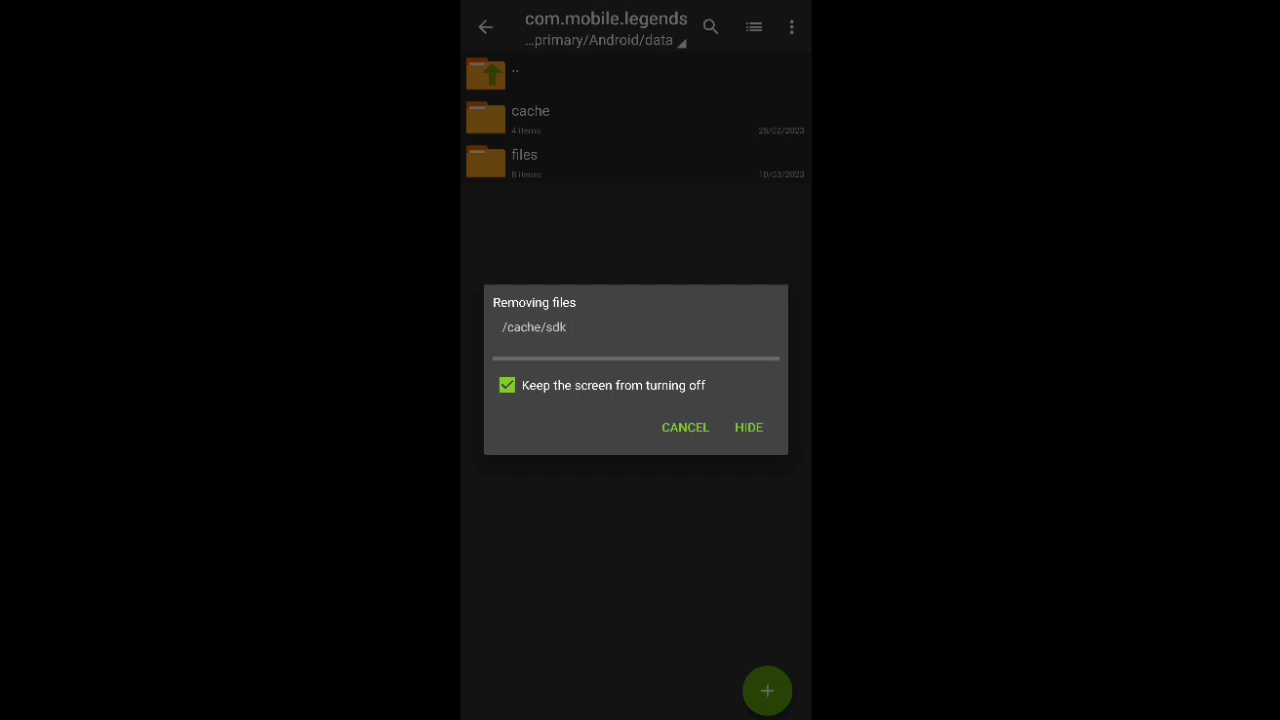 com.mobile.legends
...primary/Android/data
..
cache
4 items
25/02/2023
files
8 items
10/03/2023
Removing files
/cache/sdk
Keep the screen from turning off
CANCEL HIDE